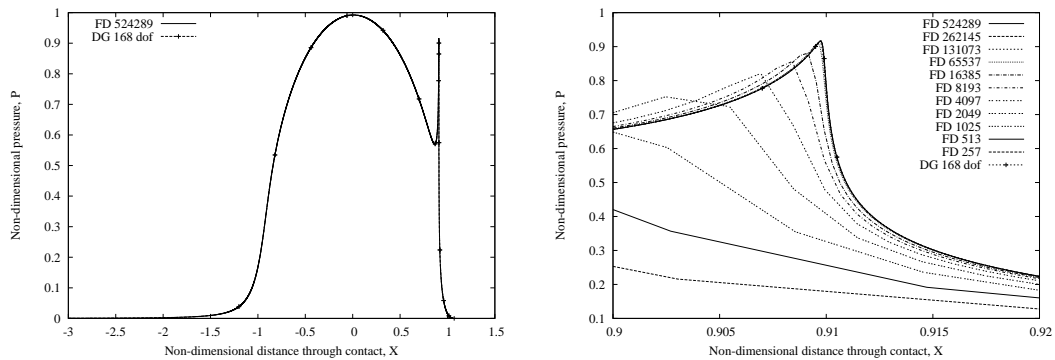 FD 524289
DG 168 dof
1
0.9
0.8
0.7
0.6
0.5
0.4
0.3
0.2
0.1
0
Non-dimensional pressure, P
-3 -2.5 -2 -1.5 -1 -0.5 0 0.5 1 1.5
Non-dimensional distance through contact, X
FD 524289
FD 262145
FD 131073
FD 65537
FD 16385
FD 8193
FD 4097
FD 2049
FD 1025
FD 513
FD 257
DG 168 dof
1
0.9
0.8
0.7
0.6
0.5
0.4
0.3
0.2
0.1
Non-dimensional pressure, P
0.9 0.905 0.91 0.915 0.92
Non-dimensional distance through contact, X